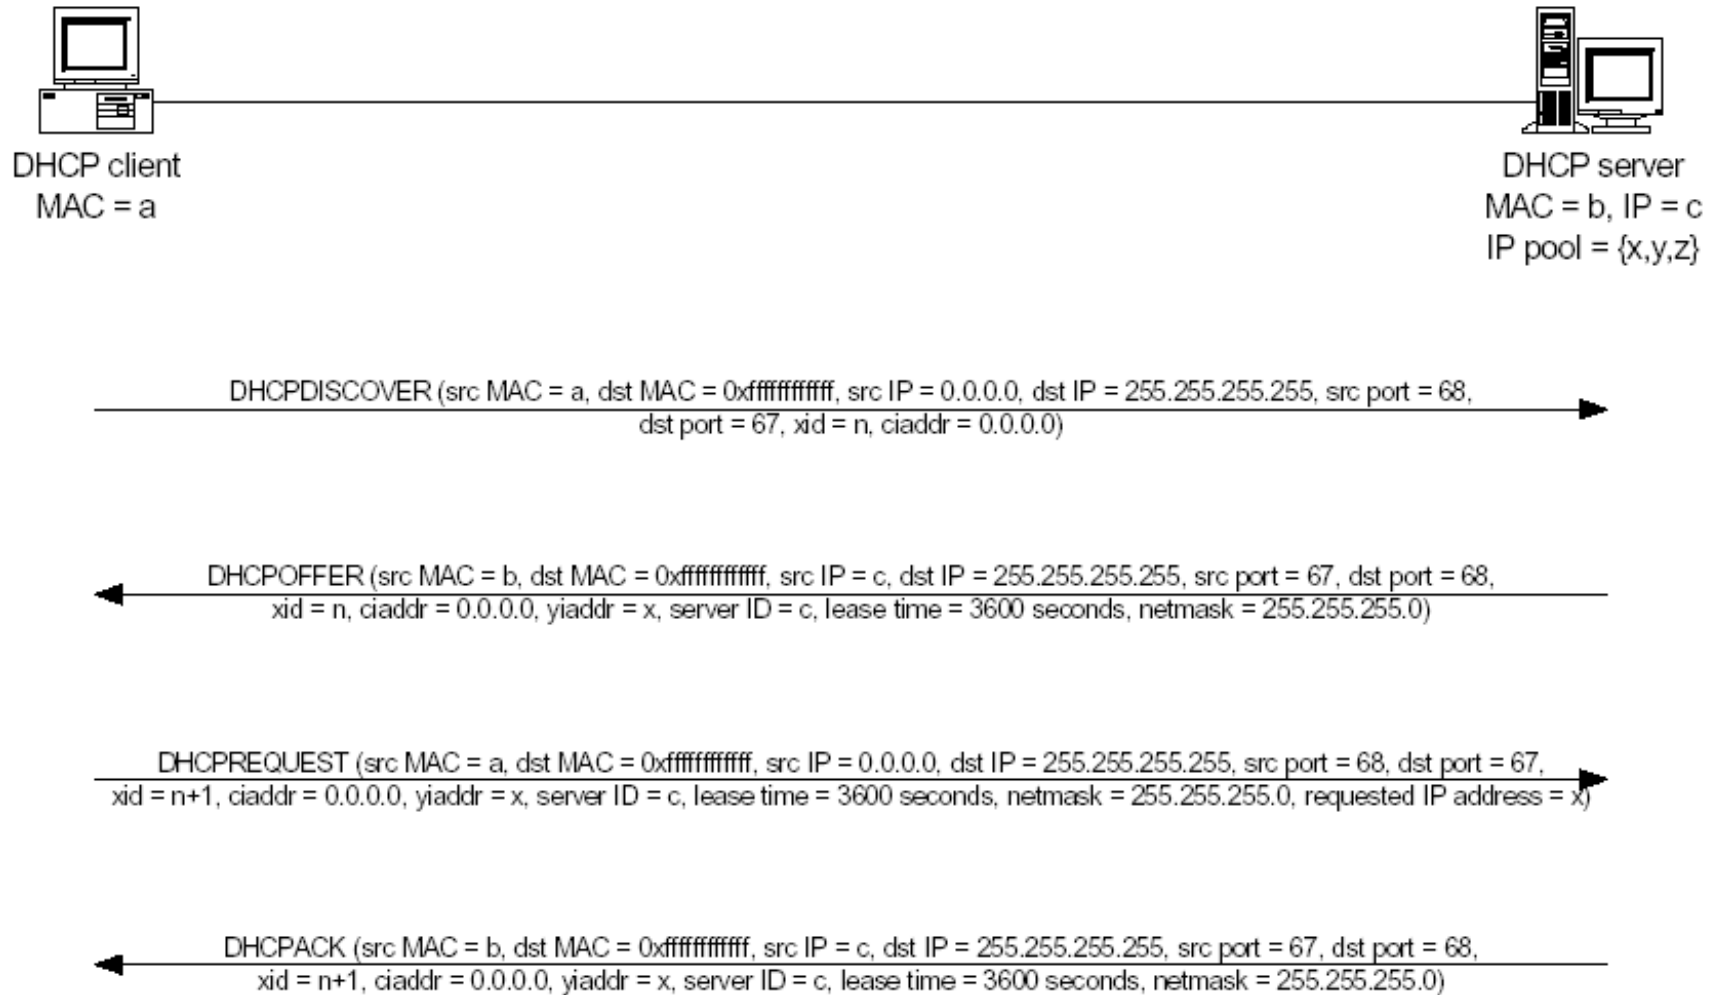 DHCP client
MAC = a
DHCP server
MAC = b, IP = c
IP pool = {x,y,z}
DHCPDISCOVER (src MAC = a, dst MAC = 0xffffffffffff, src IP = 0.0.0.0, dst IP = 255.255.255.255, src port = 68,
dst port = 67, xid = n, ciaddr = 0.0.0.0)
DHCPOFFER (src MAC = b, dst MAC = 0xffffffffffff, src IP = c, dst IP = 255.255.255.255, src port = 67, dst port = 68,
xid = n, ciaddr = 0.0.0.0, yiaddr = x, server ID = c, lease time = 3600 seconds, netmask = 255.255.255.0)
DHCPREQUEST (src MAC = a, dst MAC = 0xffffffffffff, src IP = 0.0.0.0, dst IP = 255.255.255.255, src port = 68, dst port = 67,
xid = n+1, ciaddr = 0.0.0.0, yiaddr = x, server ID = c, lease time = 3600 seconds, netmask = 255.255.255.0, requested IP address = x)
DHCPACK (src MAC = b, dst MAC = 0xffffffffffff, src IP = c, dst IP = 255.255.255.255, src port = 67, dst port = 68,
xid = n+1, ciaddr = 0.0.0.0, yiaddr = x, server ID = c, lease time = 3600 seconds, netmask = 255.255.255.0)